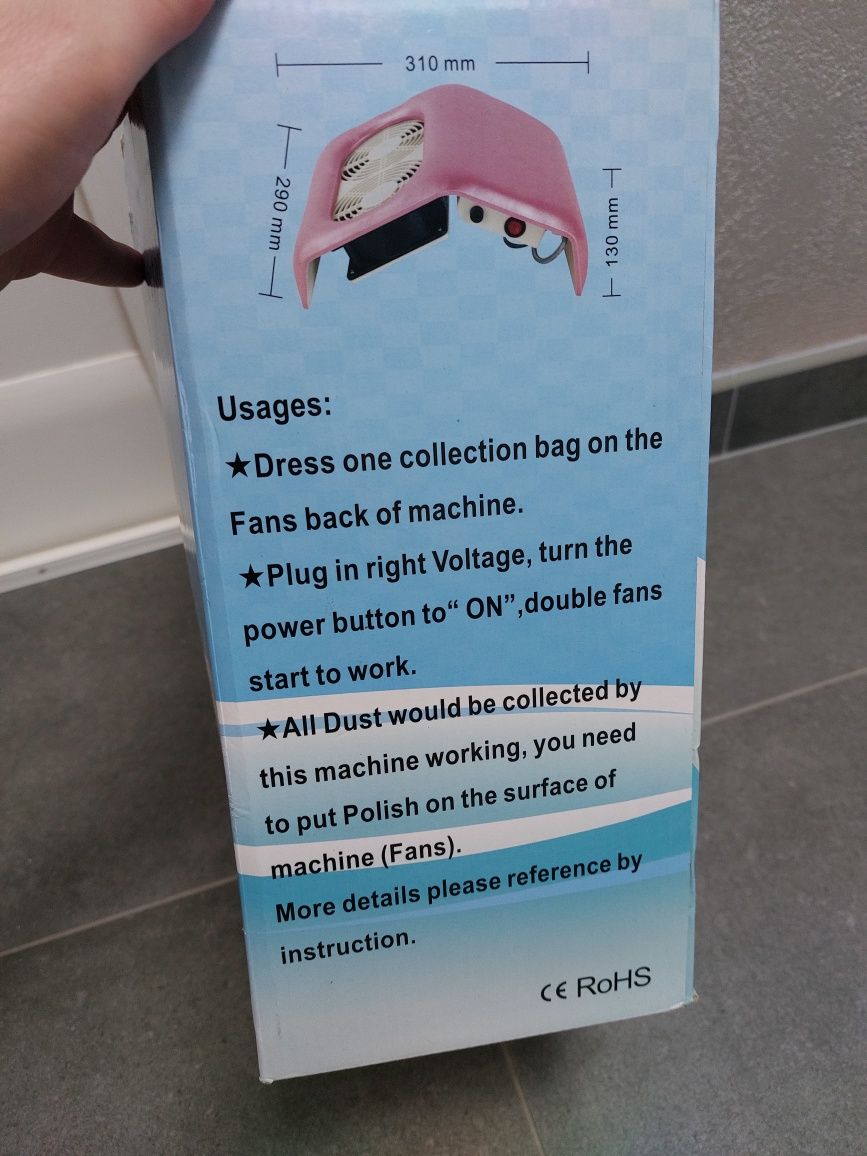 310 mm
290 mm
130 mm
Usages:
★Dress one collection bag on the
Fans back of machine.
★Plug in right Voltage, turn the
power button to“ ON”,double fans
start to work.
★All Dust would be collected by
this machine working, you need
to put Polish on the surface of
machine (Fans).
More details please reference by
instruction.
CE RoHS